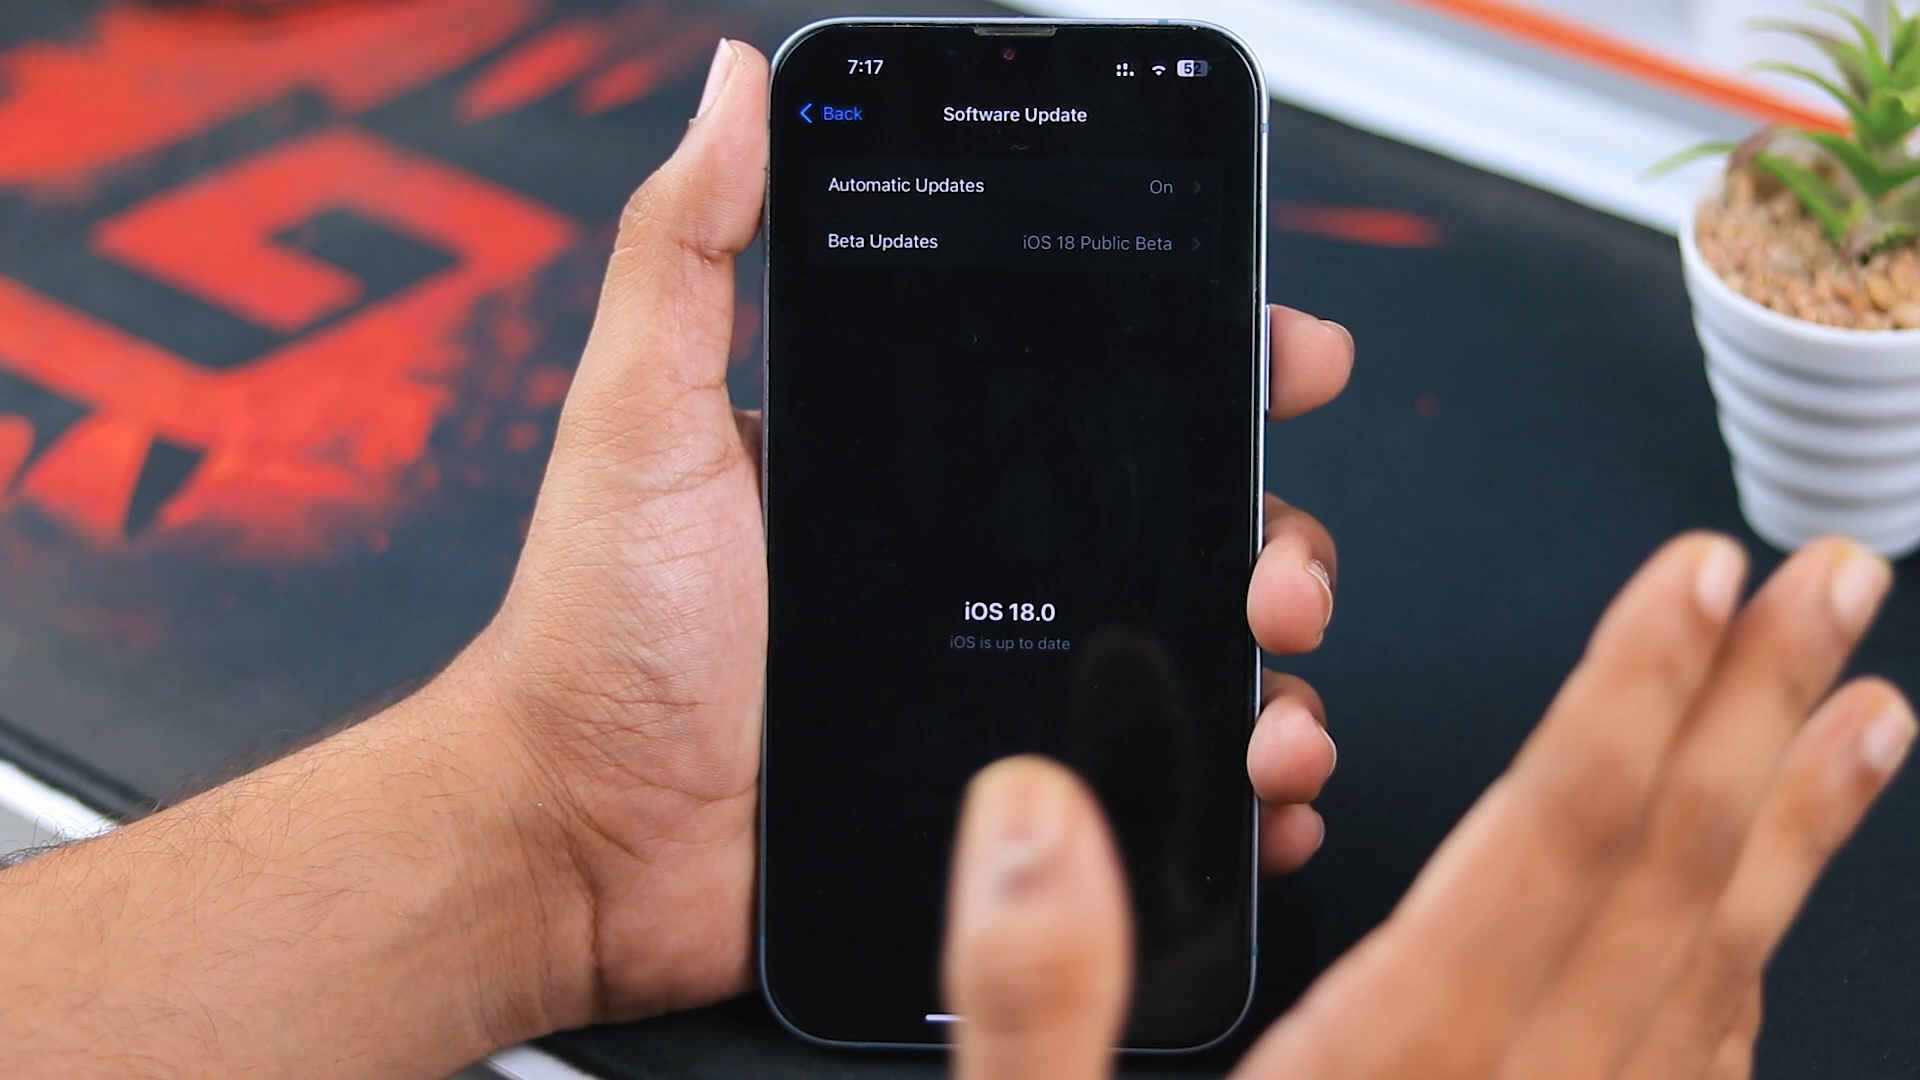 7:17
52
Back
Software Update
Automatic Updates On
Beta Updates iOS 18 Public Beta
iOS 18.0
iOS is up to date